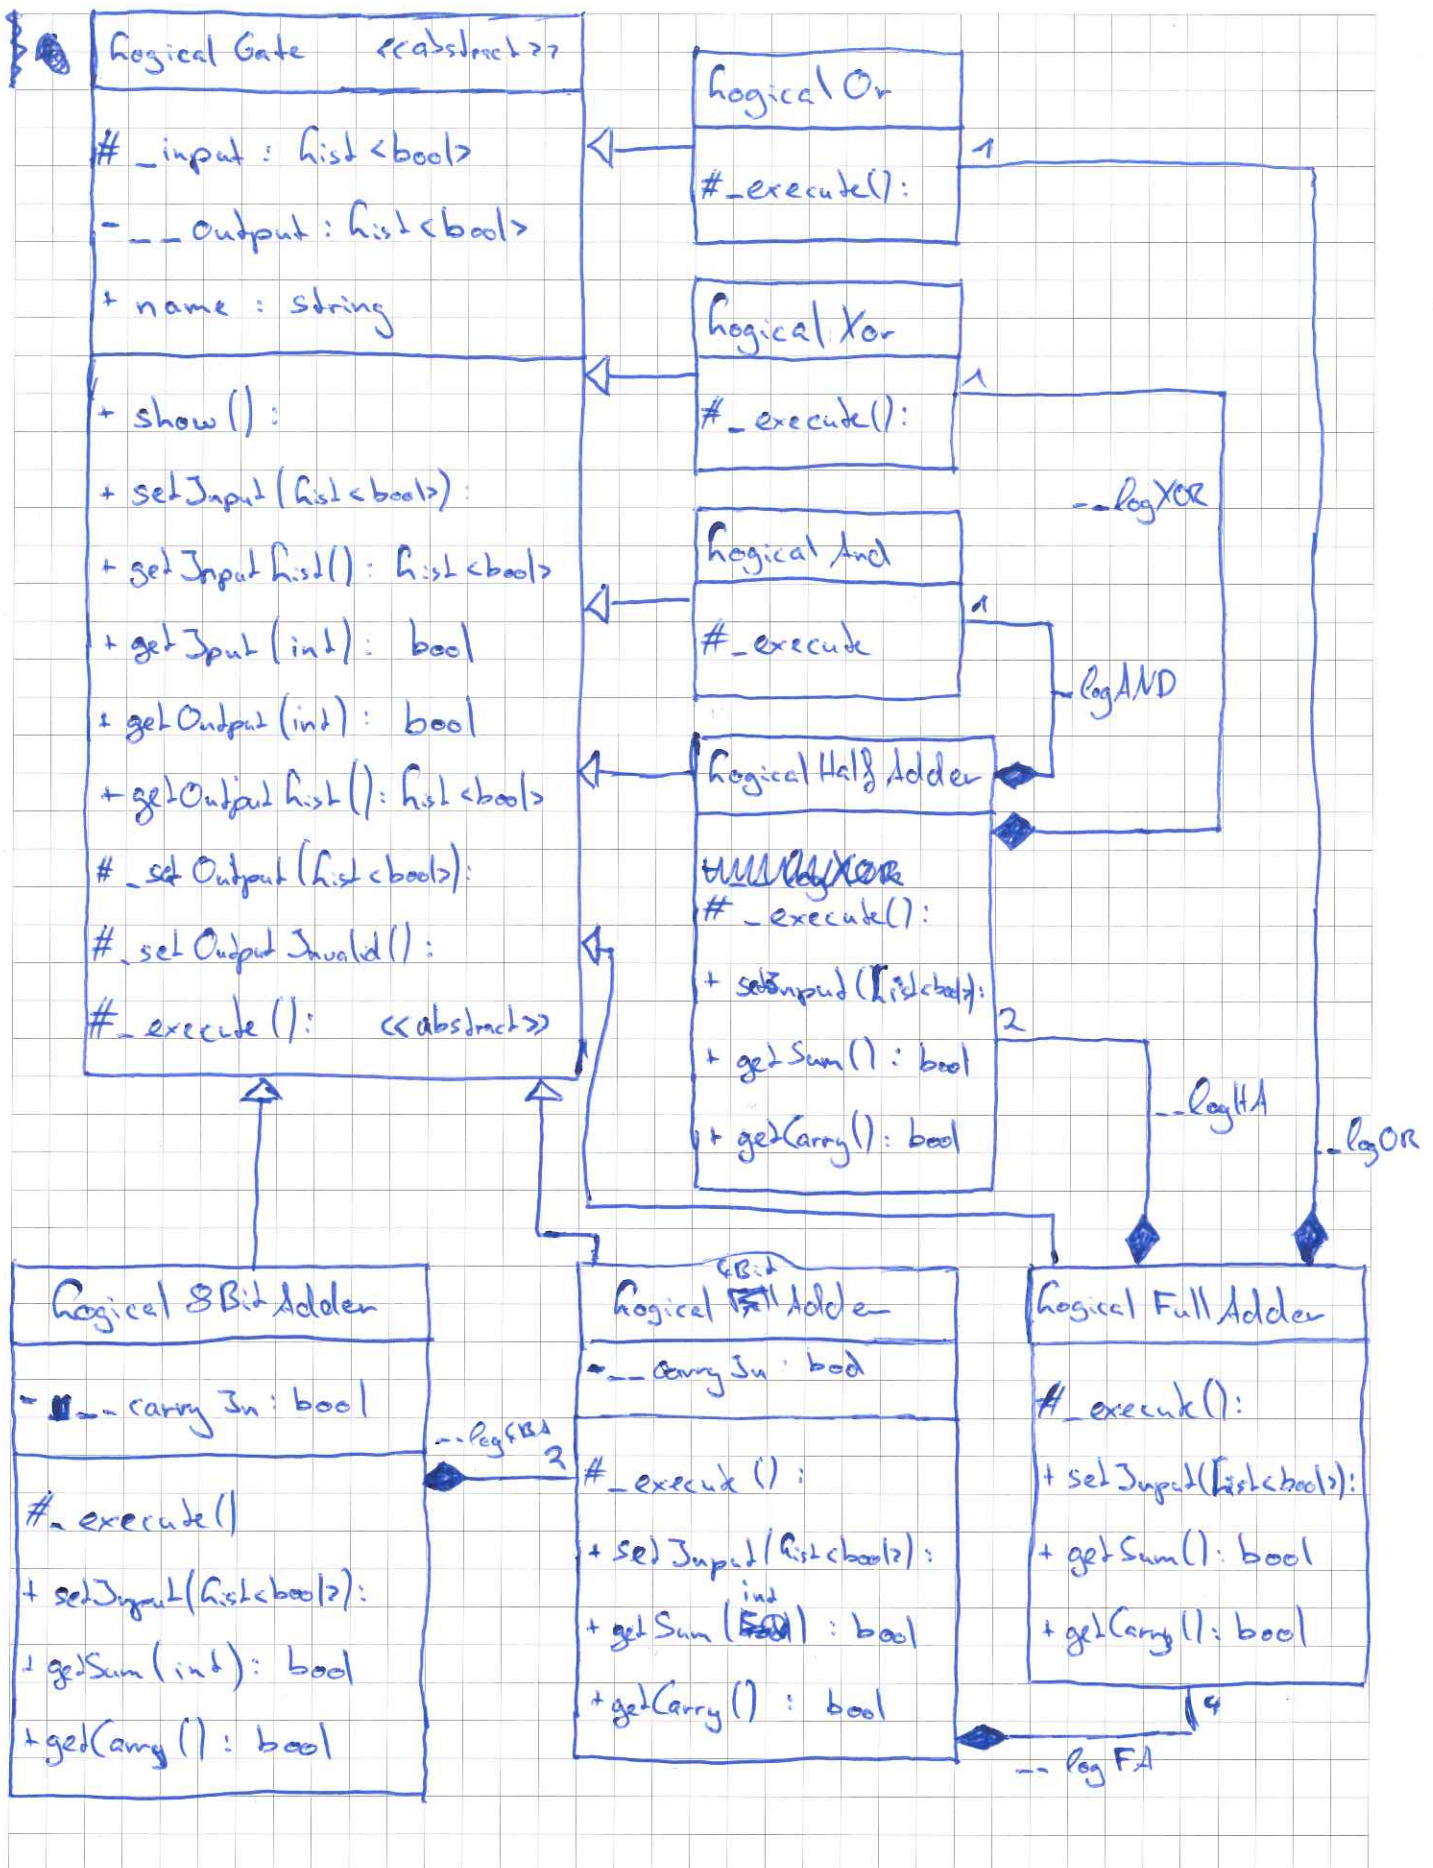 Logical Gate <<abstract>>
# _input : List <bool>
- __output : List <bool>
+ name : string
+ show() :
+ setInput(List<bool>) :
+ getInputList() : List <bool>
+ getIput (int) : bool
+ getOutput (int) : bool
+ getOutputList() : List <bool>
# _setOutput (List <bool>) :
# _setOutputInvalid() :
# _execute() : <<abstract>>
Logical Or
# _execute() :
1
Logical Xor
# _execute() :
1
__logXOR
Logical And
# _execute
1
_logAND
Logical Half Adder
# _execute() :
+ setInput (List<bool>) :
+ getSum() : bool
+ getCarry() : bool
2
__logHA
__logOR
Logical 8Bit Adder
- __carryIn : bool
# _execute()
+ setInput (List<bool>) :
+ getSum (int) : bool
+ getCarry () : bool
__log4BA
2
4Bit
Logical Adder
- __carryIn : bool
# _execute () :
+ setInput (List<bool>) :
int
+ getSum ( ) : bool
+ getCarry () : bool
Logical Full Adder
# _execute() :
+ setInput (List<bool>) :
+ getSum() : bool
+ getCarry() : bool
4
__logFA